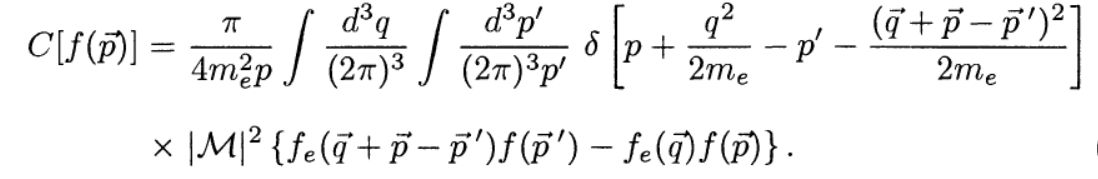 C[f(\vec{p})] = \frac{\pi}{4m_e^2 p} \int \frac{d^3q}{(2\pi)^3} \int \frac{d^3p'}{(2\pi)^3 p'} \delta \left[ p + \frac{q^2}{2m_e} - p' - \frac{(\vec{q} + \vec{p} - \vec{p}\,')^2}{2m_e} \right]
\times |\mathcal{M}|^2 \{ f_e(\vec{q} + \vec{p} - \vec{p}\,') f(\vec{p}\,') - f_e(\vec{q}) f(\vec{p}) \} .